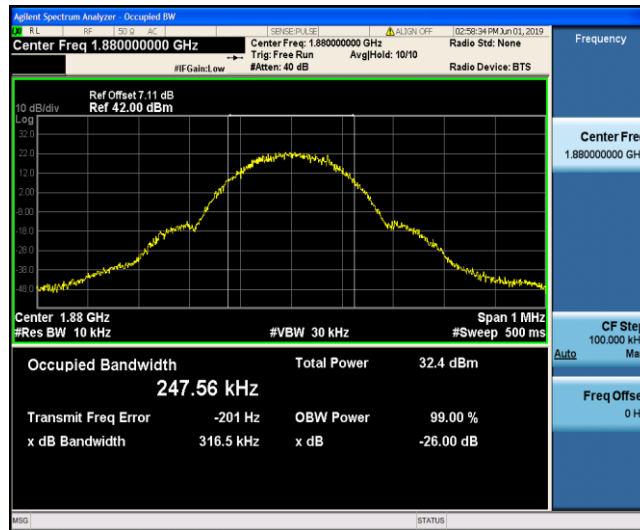 Agilent Spectrum Analyzer - Occupied BW
RL RF 50 Ω AC SENSE:PULSE ALIGN OFF 02:58:34 PM Jun 01, 2019
Center Freq 1.880000000 GHz
Center Freq: 1.880000000 GHz
Radio Std: None
Trig: Free Run Avg|Hold: 10/10
#IFGain:Low #Atten: 40 dB Radio Device: BTS
Frequency
Ref Offset 7.11 dB
10 dB/div Ref 42.00 dBm
Log
32.0
22.0
12.0
2.00
-8.00
-18.0
-28.0
-38.0
-48.0
Center 1.88 GHz Span 1 MHz
#Res BW 10 kHz #VBW 30 kHz #Sweep 500 ms
Occupied Bandwidth Total Power 32.4 dBm
247.56 kHz
Transmit Freq Error -201 Hz OBW Power 99.00 %
x dB Bandwidth 316.5 kHz x dB -26.00 dB
Center Fre
1.880000000 GH
CF Step
100.000 kH
Auto Ma
Freq Offse
0 H
MSG STATUS